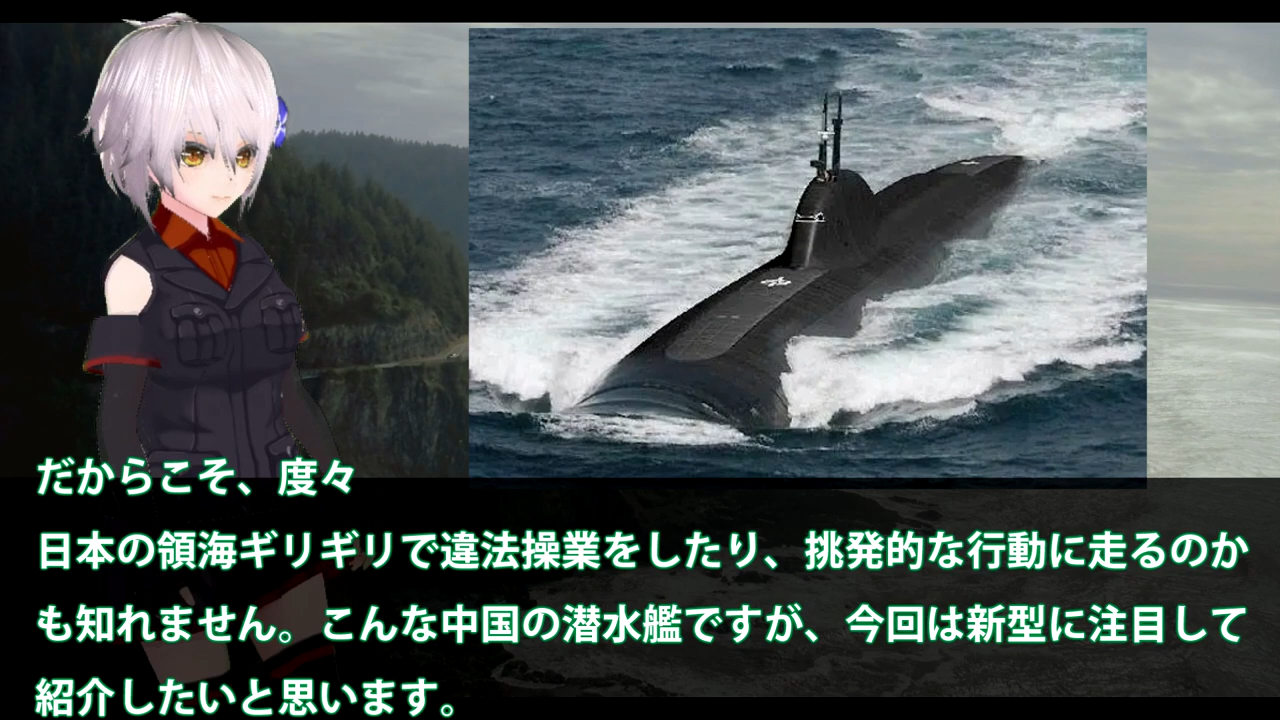 だからこそ、度々
日本の領海ギリギリで違法操業をしたり、挑発的な行動に走るのか
も知れません。こんな中国の潜水艦ですが、今回は新型に注目して
紹介したいと思います。